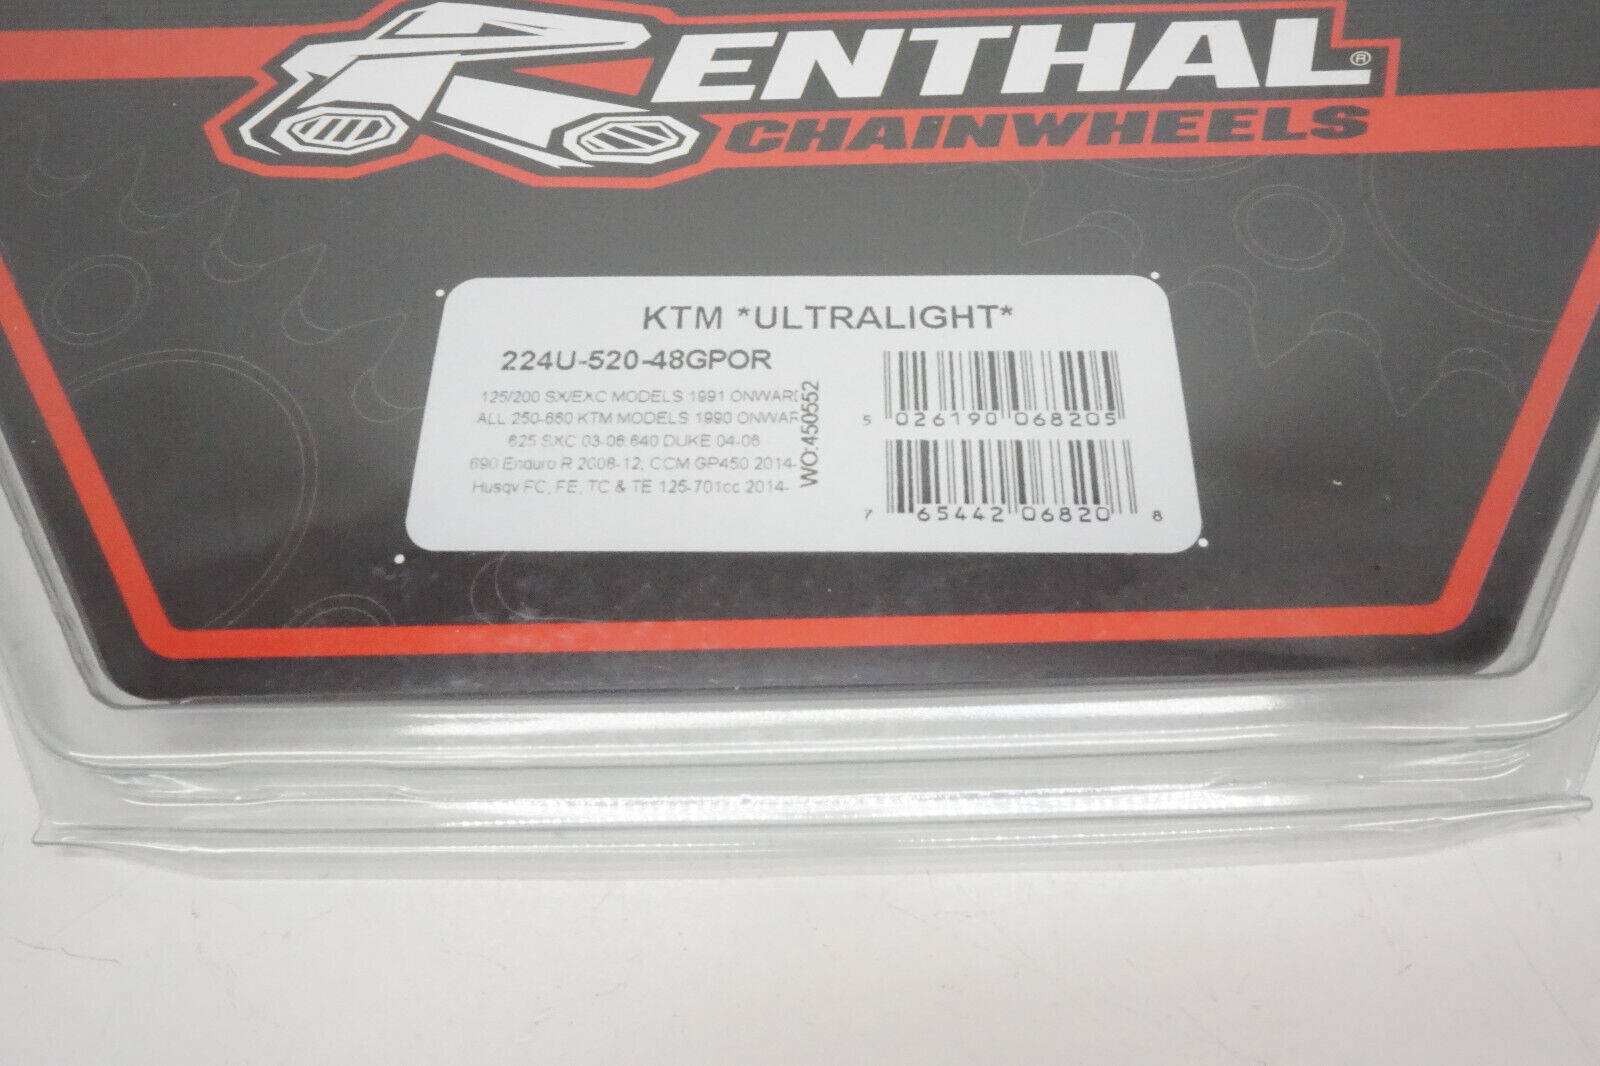 RENTHAL®
CHAINWHEELS
KTM *ULTRALIGHT*
224U-520-48GPOR
125/200 SX/EXC MODELS 1991 ONWARD
ALL 250-660 KTM MODELS 1990 ONWAR
625 SXC 03-06 640 DUKE 04-06
690 Enduro R 2008-12, CCM GP450 2014-
Husqv FC, FE, TC & TE 125-701cc 2014-
WO:450552
5 026190 068205
7 65442 06820 8